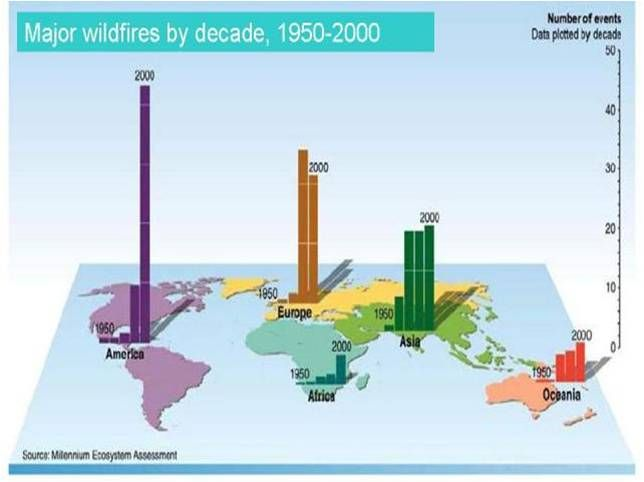 Major wildfires by decade, 1950-2000
Number of events
Data plotted by decade
50
40
30
20
10
0
2000
1950
America
2000
1950
Europe
2000
1950
Asia
2000
1950
Africa
2000
1950
Oceania
Source: Millennium Ecosystem Assessment